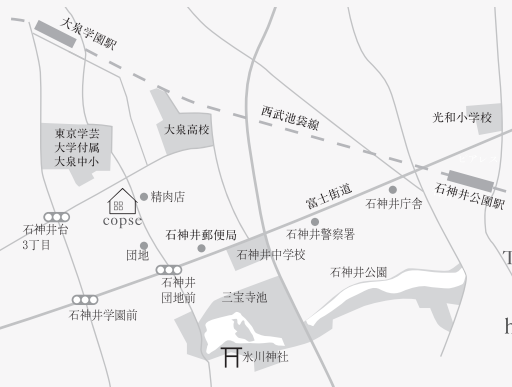 大泉学園駅
西武池袋線
光和小学校
東京学芸
大学付属
大泉中小
大泉高校
富士街道
石神井公園駅
精肉店
88
copse
石神井庁舎
石神井台
3丁目
石神井郵便局
石神井警察署
団地
石神井中学校
石神井
団地前
石神井公園
三宝寺池
石神井学園前
氷川神社
T
h